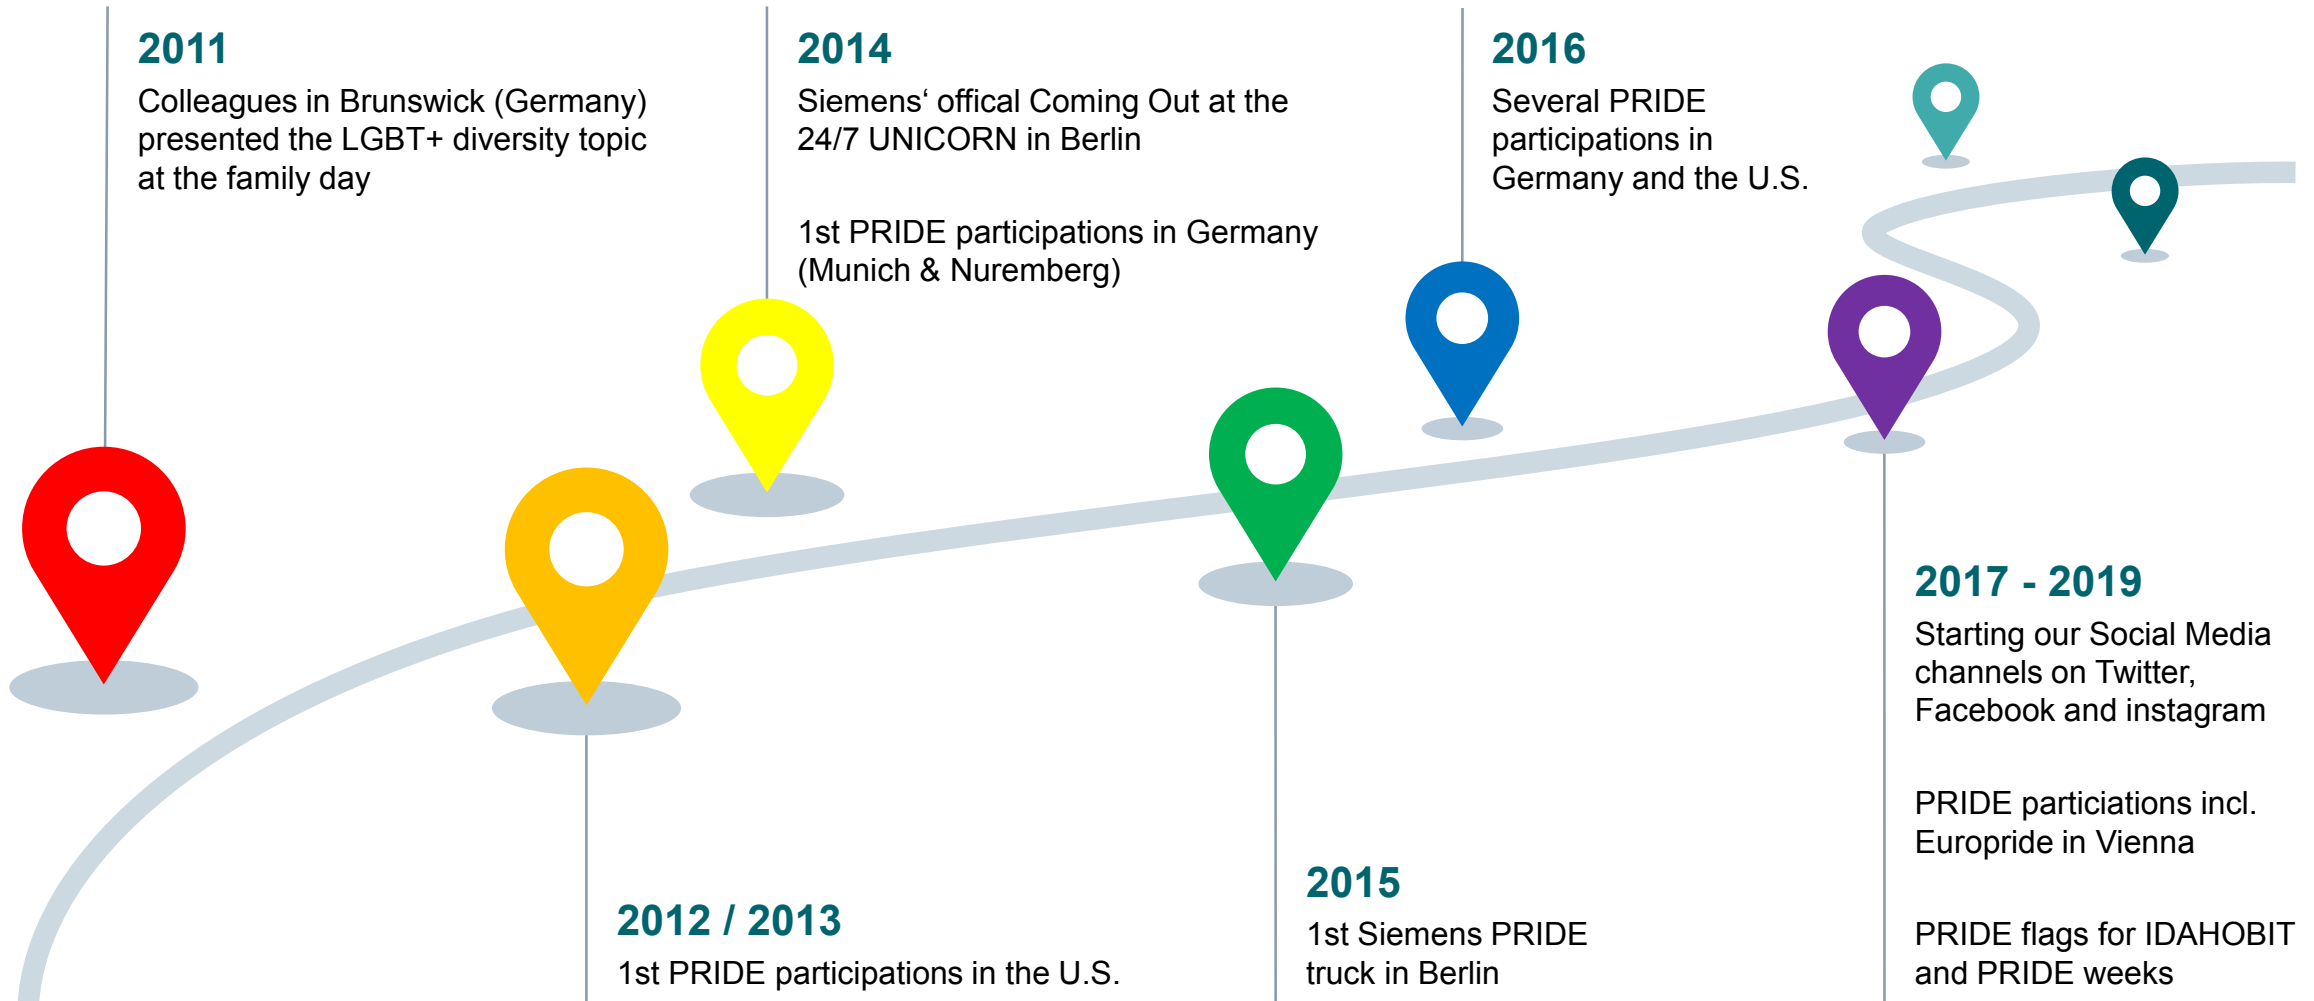 2011
Colleagues in Brunswick (Germany)
presented the LGBT+ diversity topic
at the family day
2014
Siemens‘ offical Coming Out at the
24/7 UNICORN in Berlin
1st PRIDE participations in Germany
(Munich & Nuremberg)
2016
Several PRIDE
participations in
Germany and the U.S.
2012 / 2013
1st PRIDE participations in the U.S.
2015
1st Siemens PRIDE
truck in Berlin
2017 - 2019
Starting our Social Media
channels on Twitter,
Facebook and instagram
PRIDE particiations incl.
Europride in Vienna
PRIDE flags for IDAHOBIT
and PRIDE weeks